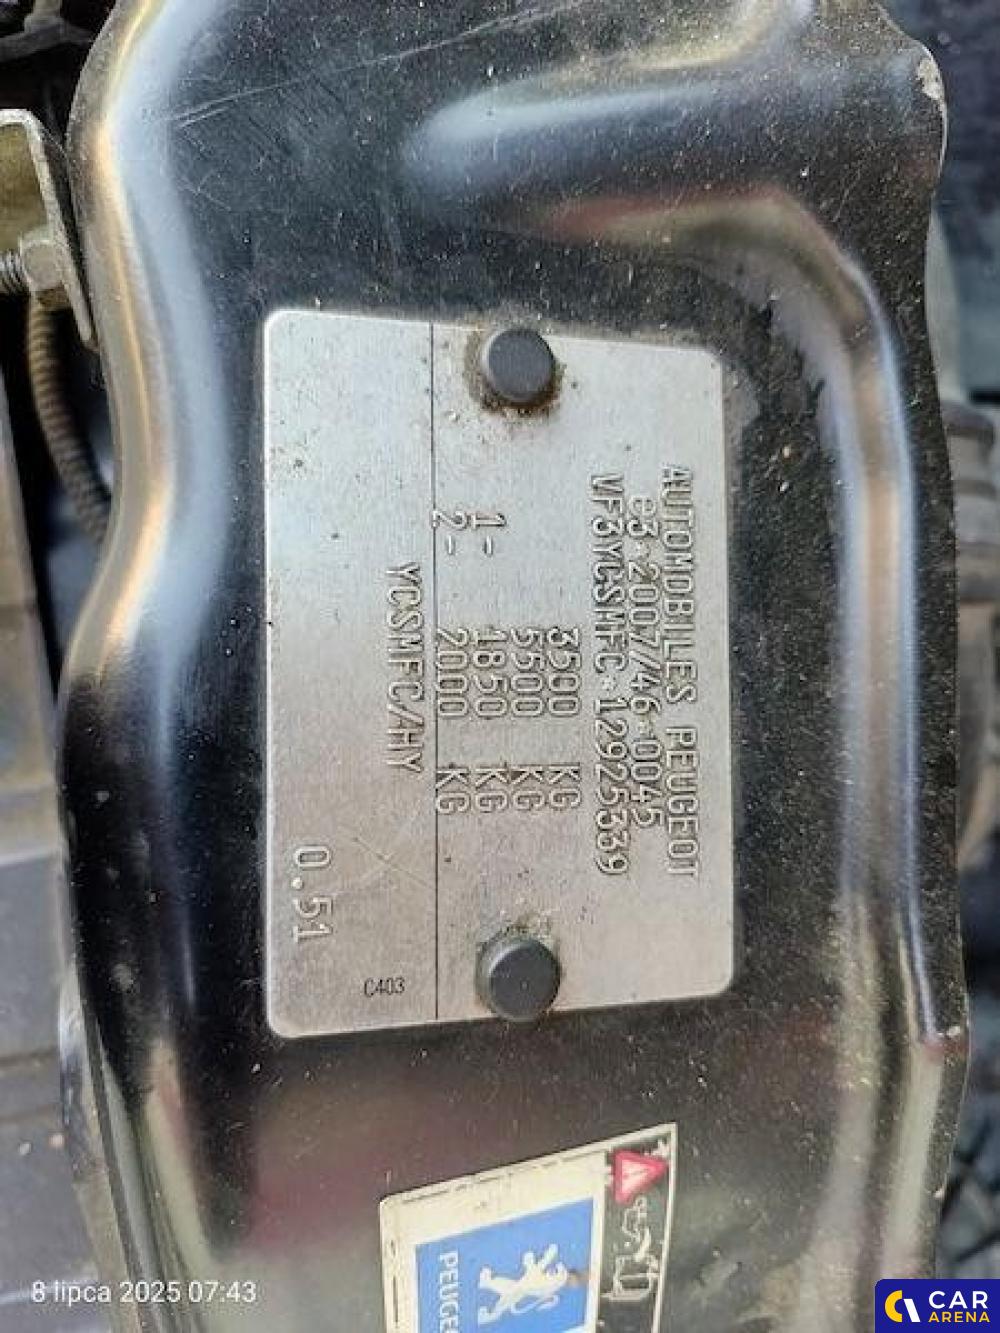 AUTOMOBILES PEUGEOT
e3*2007/46*0045
VF3YCSMFC*12925339
3500 KG
5500 KG
1- 1850 KG
2- 2000 KG
YCSMFC/HY
0.51
C403
PEUGEO
8 lipca 2025 07:43
CAR
ARENA